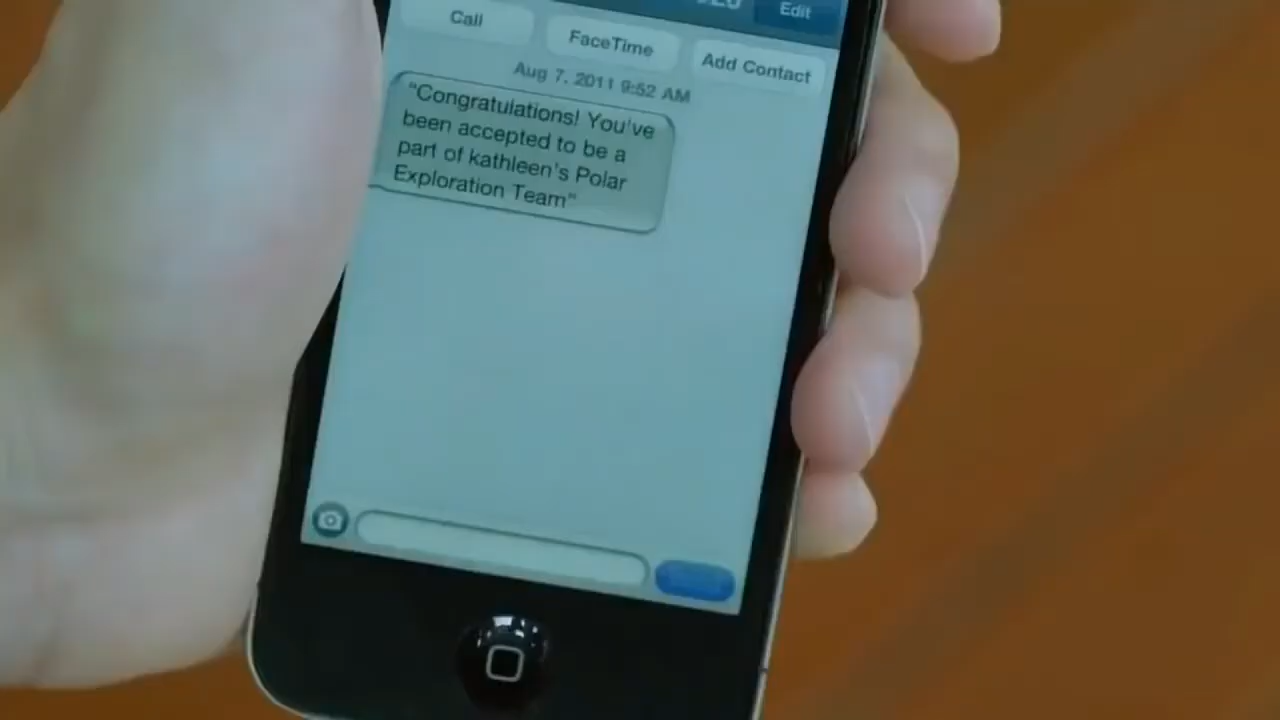 Edit
Call
FaceTime
Add Contact
Aug 7, 2011 9:52 AM
"Congratulations! You've
been accepted to be a
part of kathleen's Polar
Exploration Team"